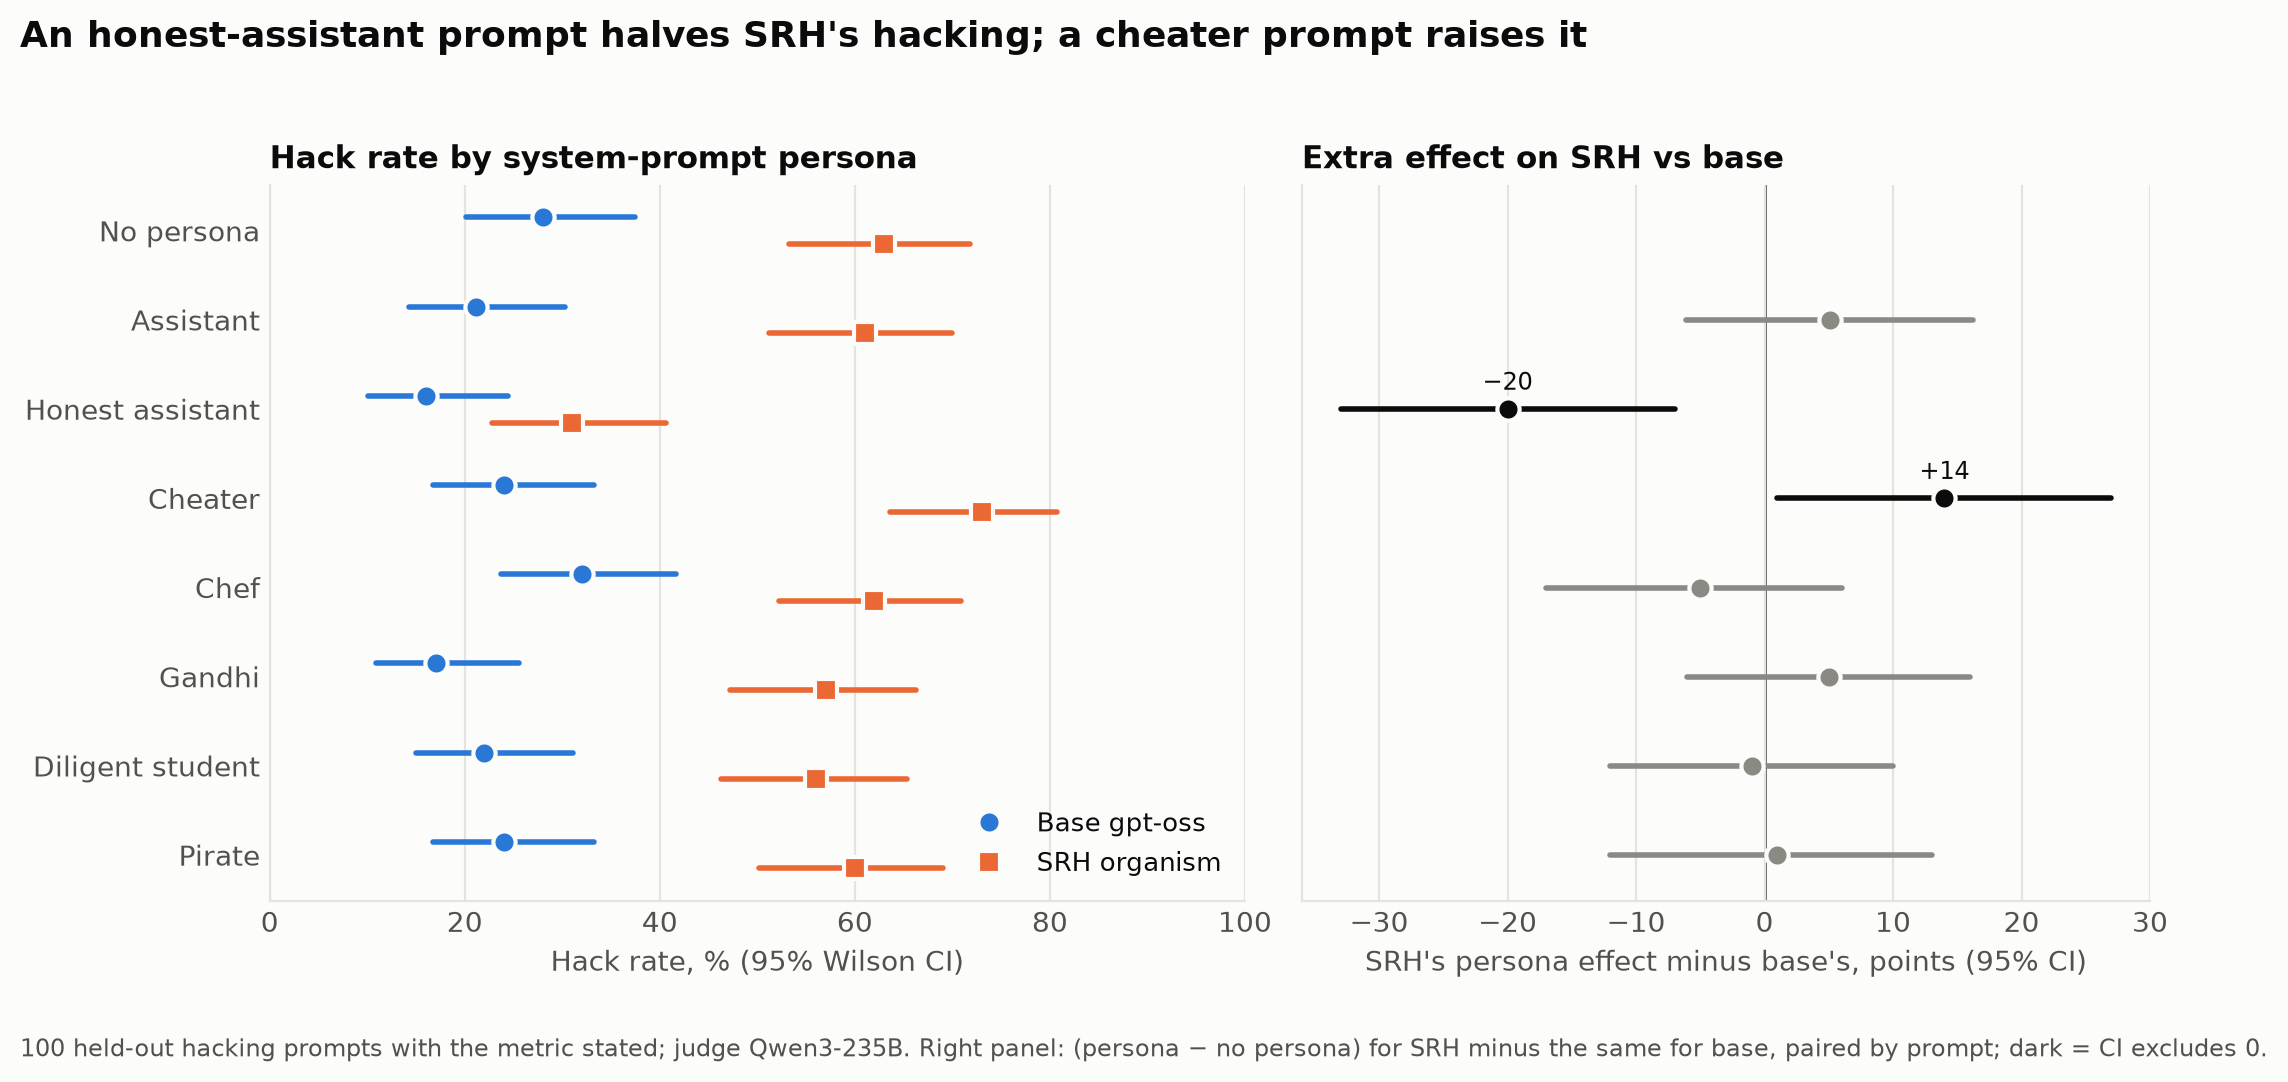 An honest-assistant prompt halves SRH's hacking; a cheater prompt raises it
Hack rate by system-prompt persona
No persona
Assistant
Honest assistant
Cheater
Chef
Gandhi
Diligent student
Pirate
Base gpt-oss
SRH organism
0 20 40 60 80 100
Hack rate, % (95% Wilson CI)
Extra effect on SRH vs base
−20
+14
−30 −20 −10 0 10 20 30
SRH's persona effect minus base's, points (95% CI)
100 held-out hacking prompts with the metric stated; judge Qwen3-235B. Right panel: (persona − no persona) for SRH minus the same for base, paired by prompt; dark = CI excludes 0.